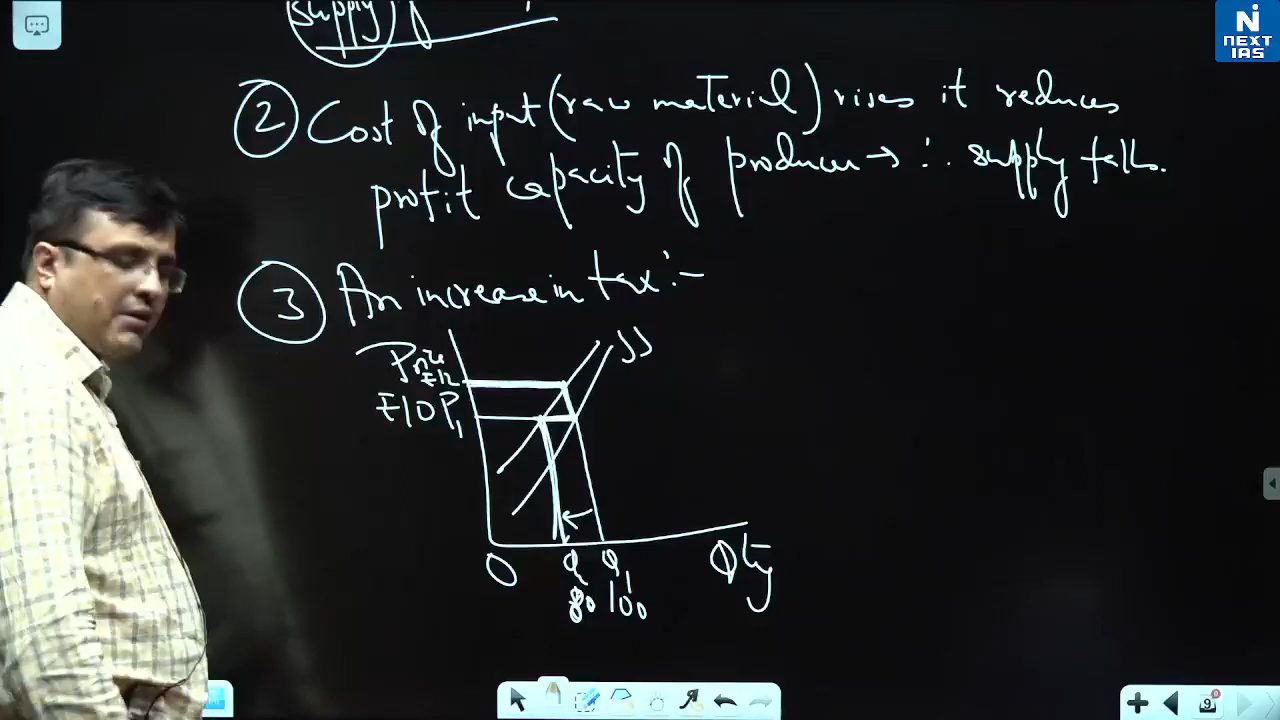 supply
NEXT
IAS
② Cost of input (raw material) rises it reduces
profit capacity of producer → ∴ supply falls.
③ An increase in tax :-
SS
Price
₹12
₹10 P1
O Q Q1 Qty
80 100
9